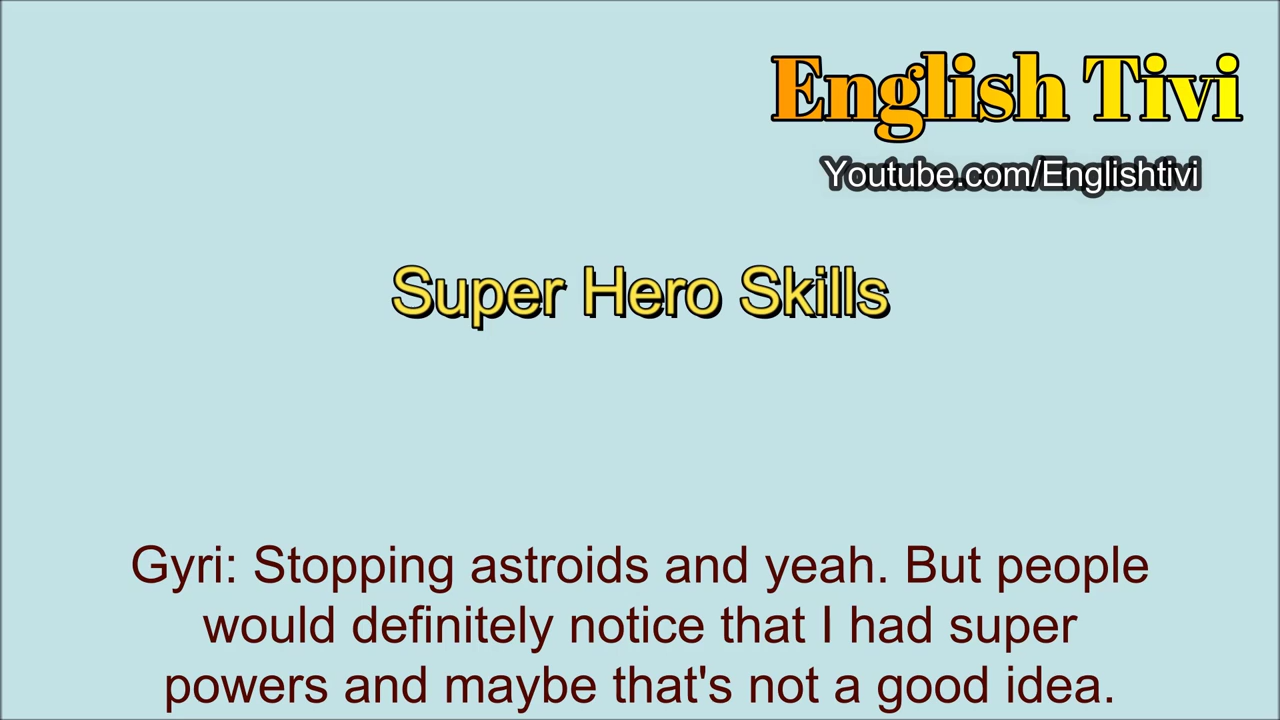 English Tivi
Youtube.com/Englishtivi
Super Hero Skills
Gyri: Stopping astroids and yeah. But people
would definitely notice that I had super
powers and maybe that's not a good idea.